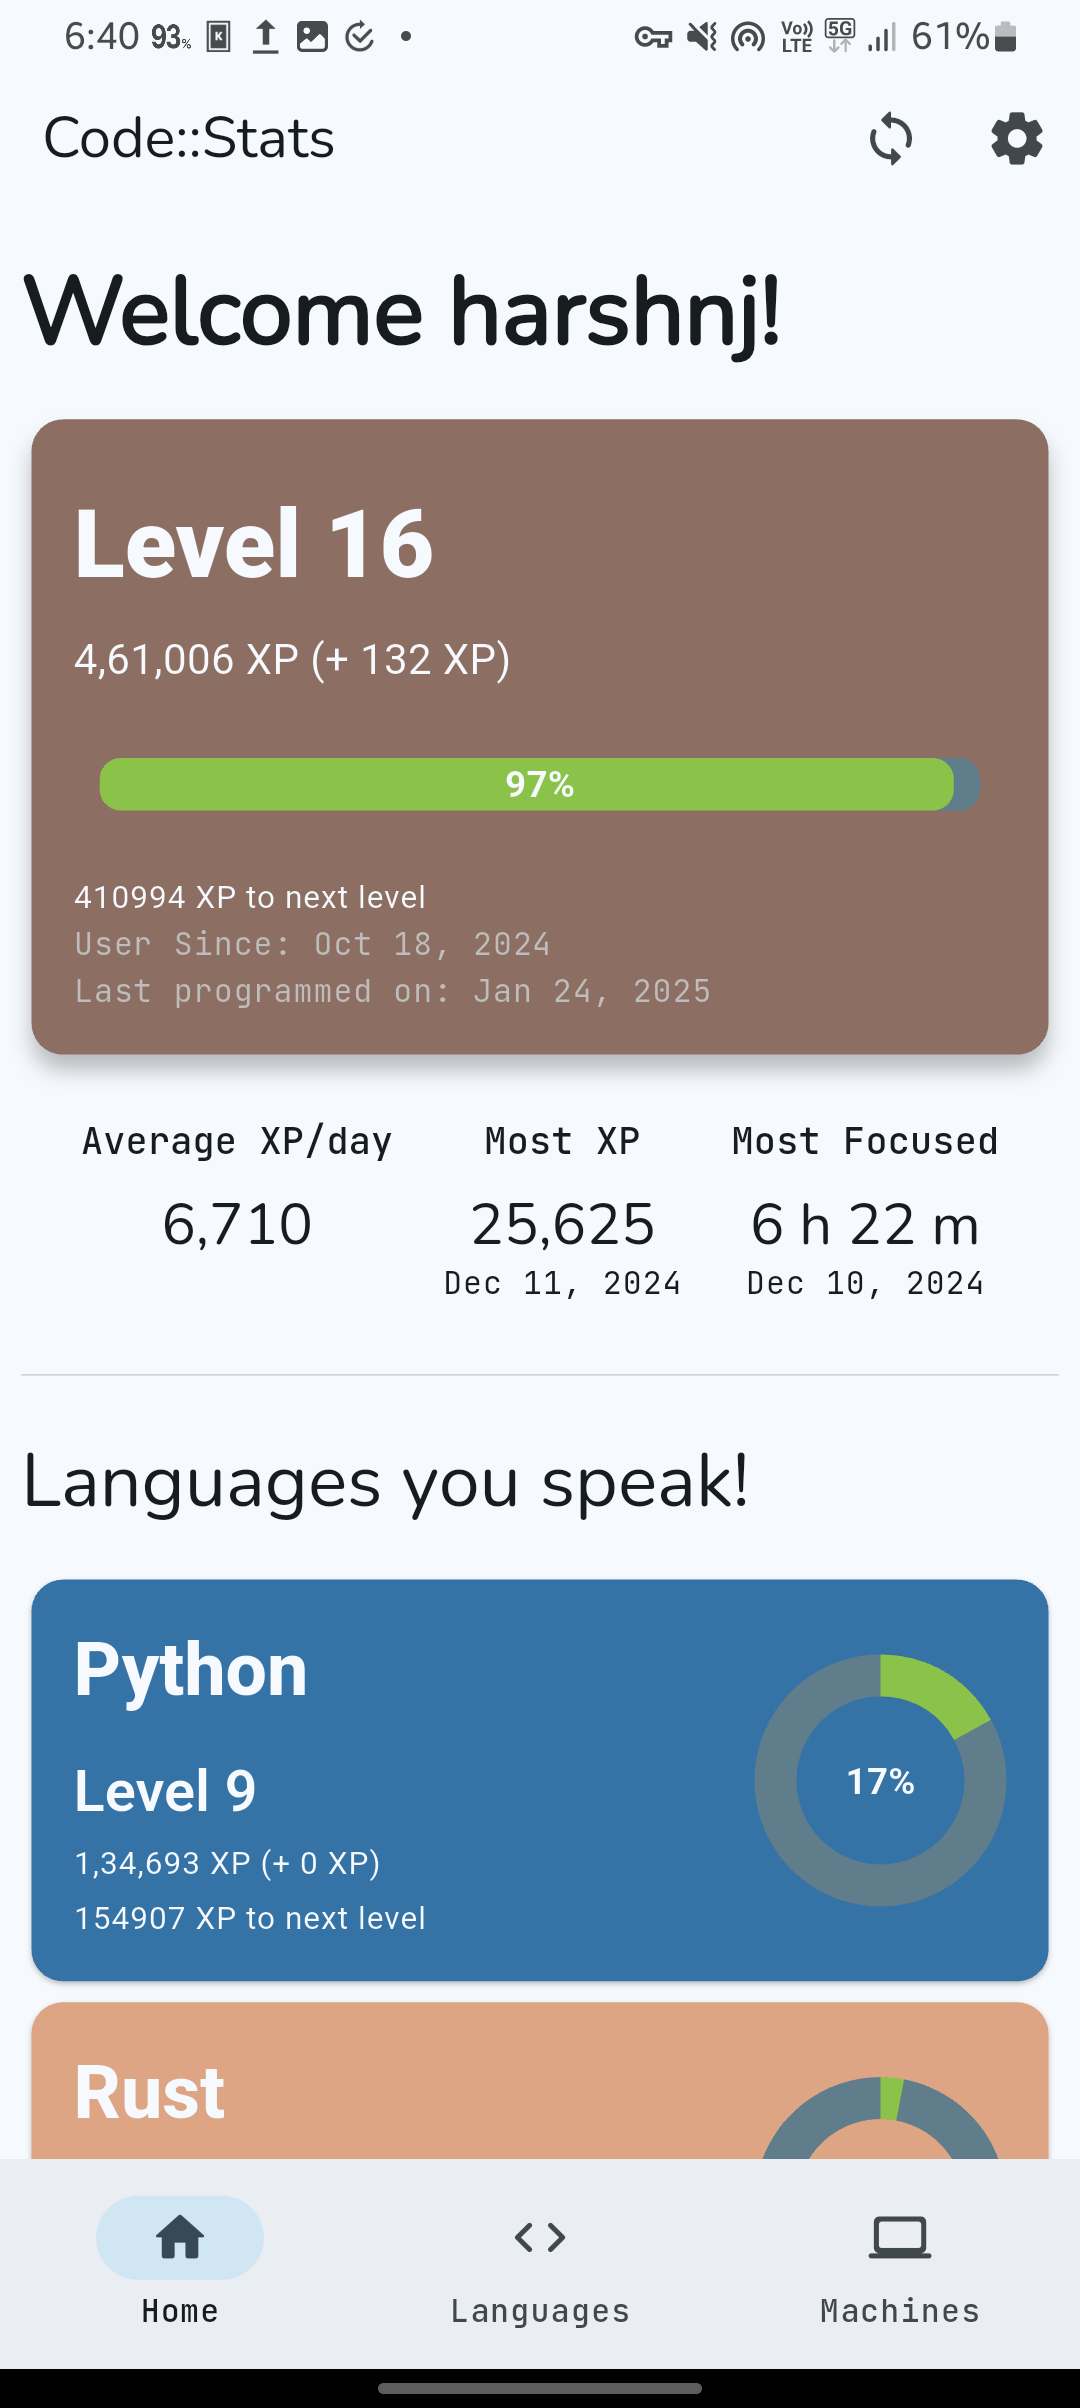 6:40 93% K Vo)) LTE 5G 61%
Code::Stats
Welcome harshnj!
Level 16
4,61,006 XP (+ 132 XP)
97%
410994 XP to next level
User Since: Oct 18, 2024
Last programmed on: Jan 24, 2025
Average XP/day Most XP Most Focused
6,710 25,625 6 h 22 m
Dec 11, 2024 Dec 10, 2024
Languages you speak!
Python
Level 9
17%
1,34,693 XP (+ 0 XP)
154907 XP to next level
Rust
Home Languages Machines